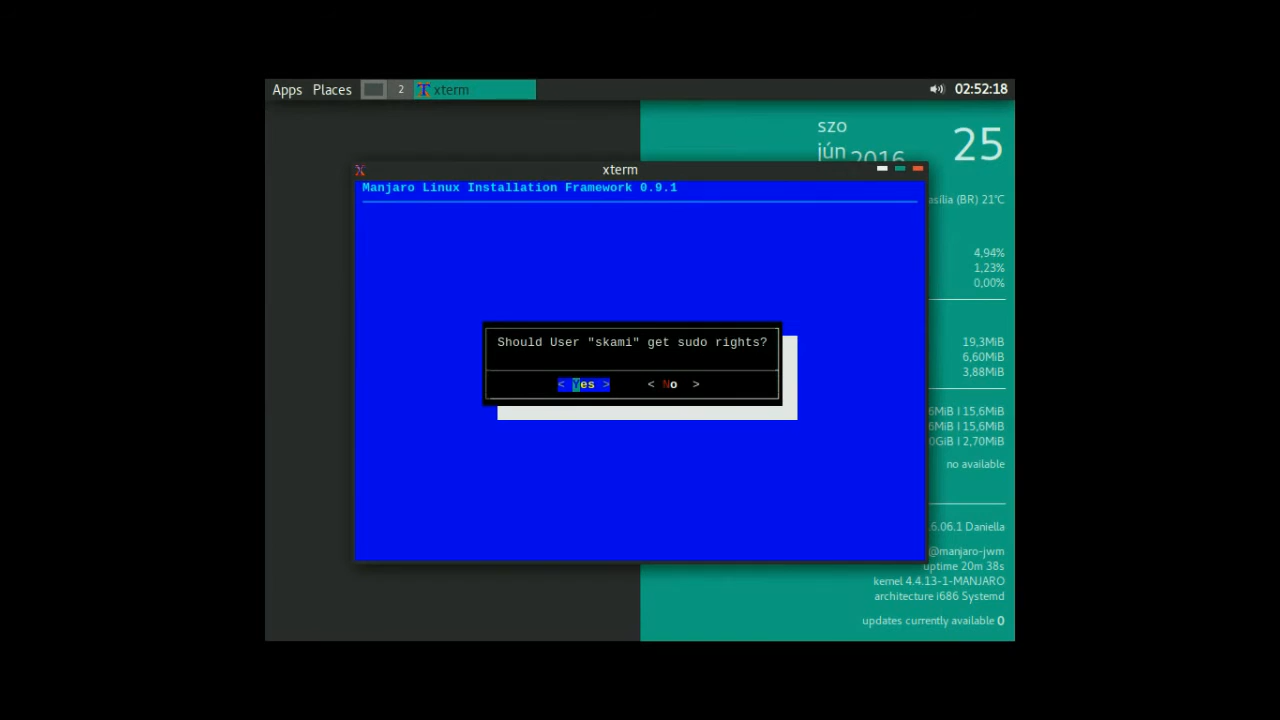 Apps Places 2 xterm 02:52:18
szo
jún 2016 25
xterm
Manjaro Linux Installation Framework 0.9.1
(BR) 21°C
4,94%
1,23%
0,00%
Should User "skami" get sudo rights?
< Yes > < No >
19,3MiB
6,60MiB
3,88MiB
6MiB | 15,6MiB
6MiB | 15,6MiB
0GiB | 2,70MiB
no available
6.06.1 Daniella
@manjaro-jwm
uptime 20m 38s
kernel 4.4.13-1-MANJARO
architecture i686 Systemd
updates currently available 0